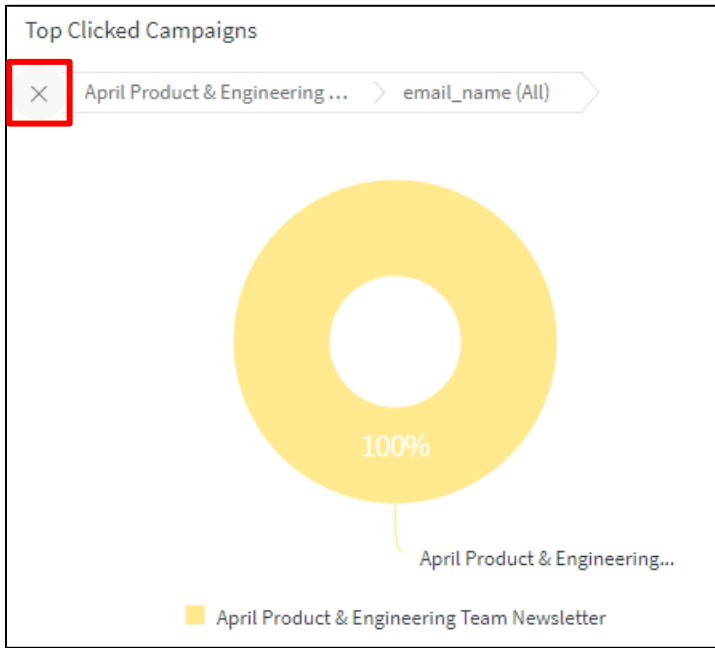 Top Clicked Campaigns
April Product & Engineering ... email_name (All)
100%
April Product & Engineering...
April Product & Engineering Team Newsletter